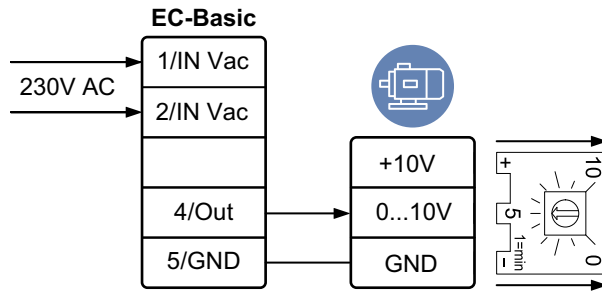 EC-Basic
1/IN Vac
230V AC
2/IN Vac
+10V
4/Out
0...10V
5/GND
GND
+ 10
5
1=min
- 0